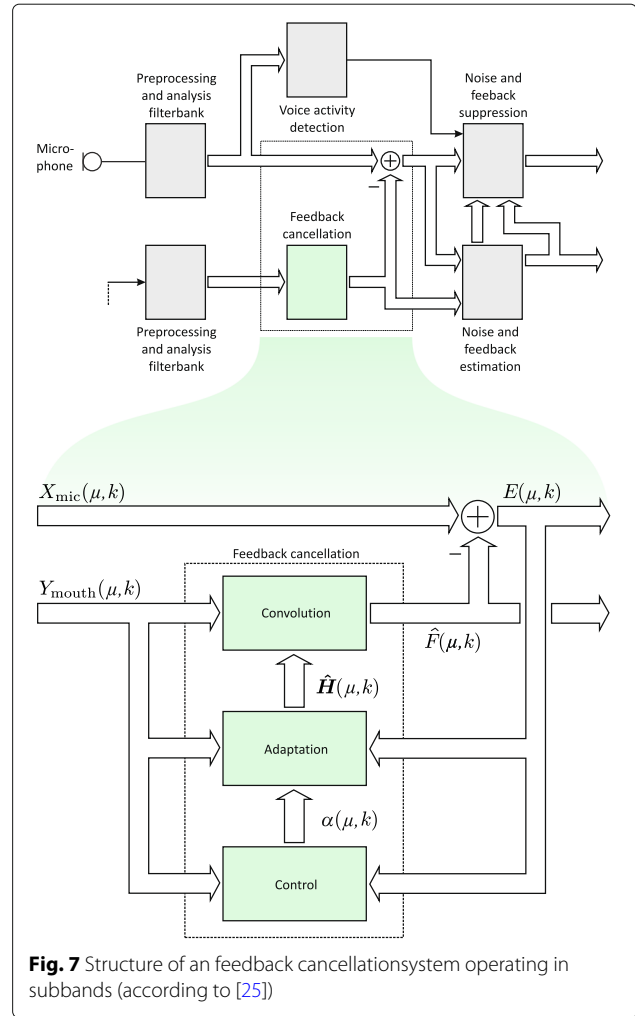 Preprocessing
and analysis
filterbank
Noise and
feeback
suppression
Voice activity
detection
Micro-
phone
+
−
Feedback
cancellation
Preprocessing
and analysis
filterbank
Noise and
feedback
estimation
X_mic(μ, k)
E(μ, k)
+
−
Feedback cancellation
Y_mouth(μ, k)
Convolution
F̂(μ, k)
Ĥ(μ, k)
Adaptation
α(μ, k)
Control
Fig. 7 Structure of an feedback cancellationsystem operating in
subbands (according to [25])